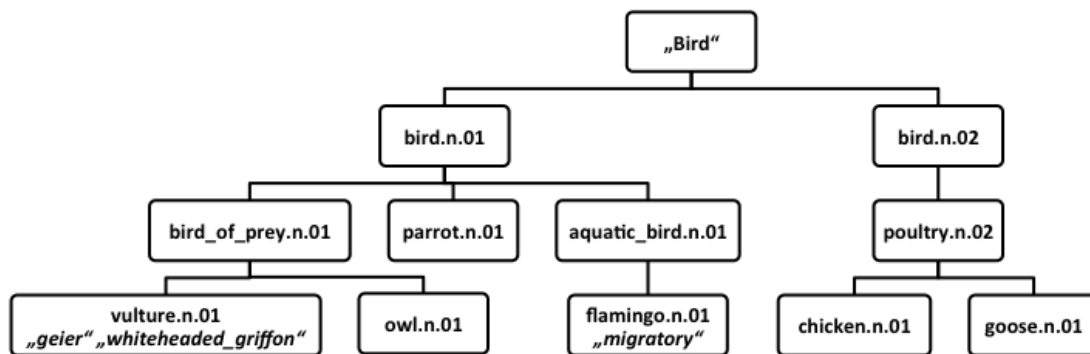 „Bird“
bird.n.01
bird.n.02
bird_of_prey.n.01
parrot.n.01
aquatic_bird.n.01
poultry.n.02
vulture.n.01
„geier“ „whiteheaded_griffon“
owl.n.01
flamingo.n.01
„migratory“
chicken.n.01
goose.n.01